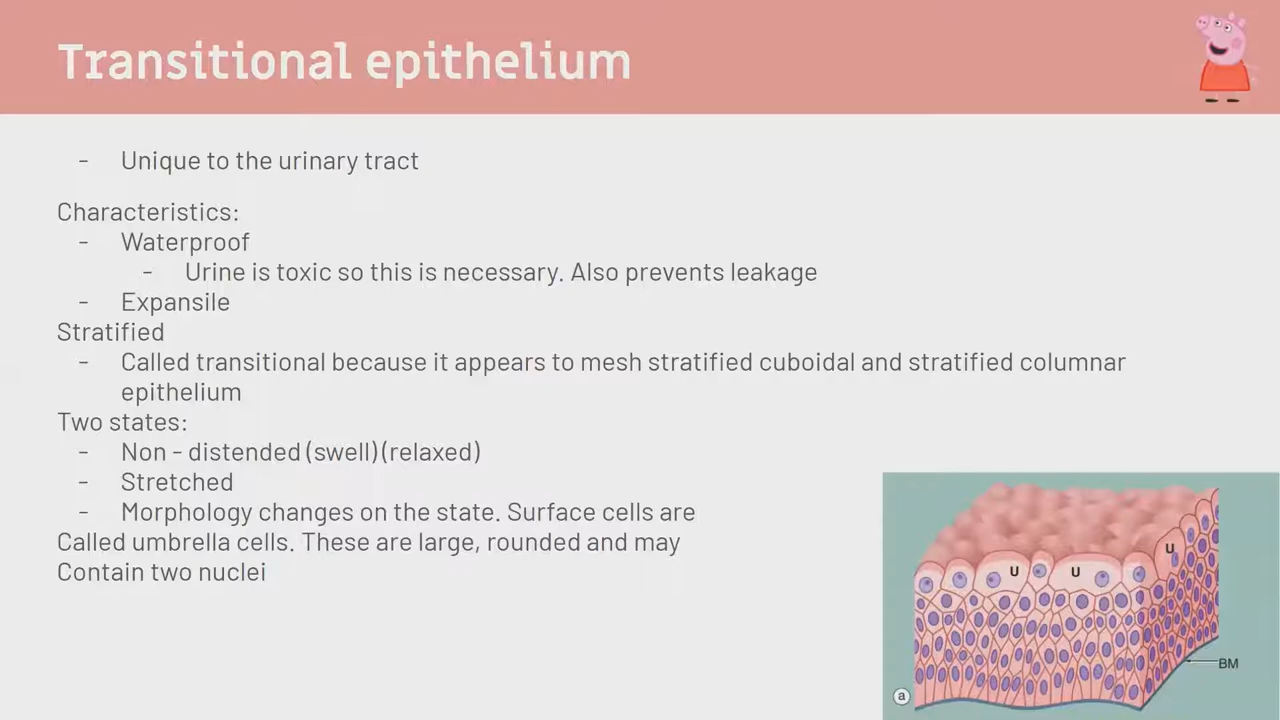 Transitional epithelium
- Unique to the urinary tract
Characteristics:
- Waterproof
- Urine is toxic so this is necessary. Also prevents leakage
- Expansile
Stratified
- Called transitional because it appears to mesh stratified cuboidal and stratified columnar
epithelium
Two states:
- Non - distended (swell)(relaxed)
- Stretched
- Morphology changes on the state. Surface cells are
Called umbrella cells. These are large, rounded and may
Contain two nuclei
U
U
U
BM
a